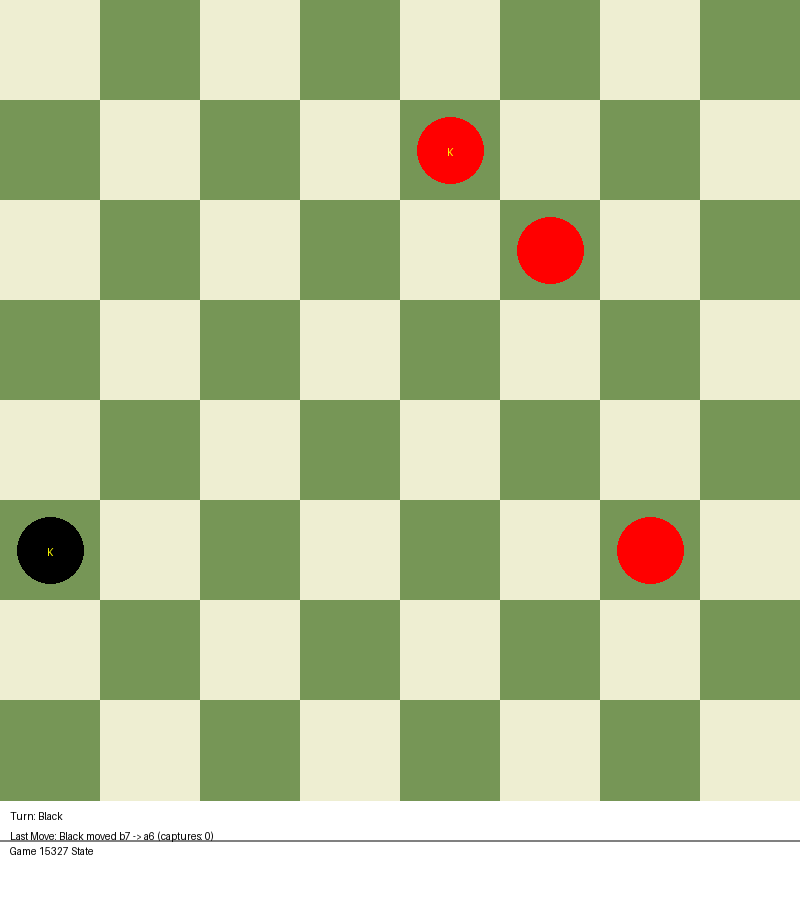 K
K
Turn: Black
Last Move: Black moved b7 -> a6 (captures: 0)
Game 15327 State